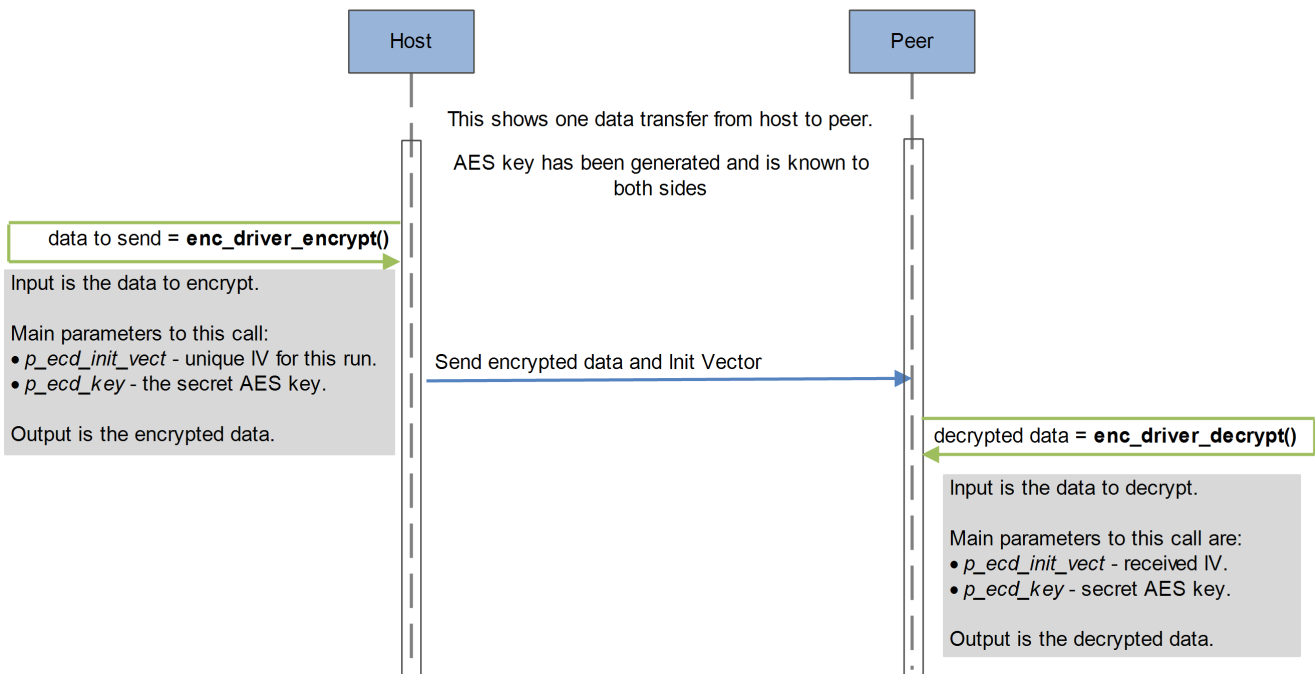 Host
Peer
This shows one data transfer from host to peer.
AES key has been generated and is known to
both sides
data to send = enc_driver_encrypt()
Input is the data to encrypt.
Main parameters to this call:
• p_ecd_init_vect - unique IV for this run.
• p_ecd_key - the secret AES key.
Output is the encrypted data.
Send encrypted data and Init Vector
decrypted data = enc_driver_decrypt()
Input is the data to decrypt.
Main parameters to this call are:
• p_ecd_init_vect - received IV.
• p_ecd_key - secret AES key.
Output is the decrypted data.